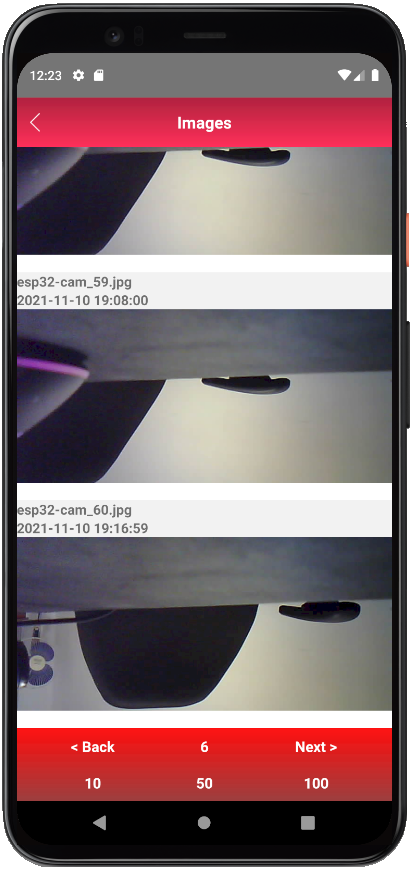 12:23
Images
esp32-cam_59.jpg
2021-11-10 19:08:00
esp32-cam_60.jpg
2021-11-10 19:16:59
< Back 6 Next >
10 50 100